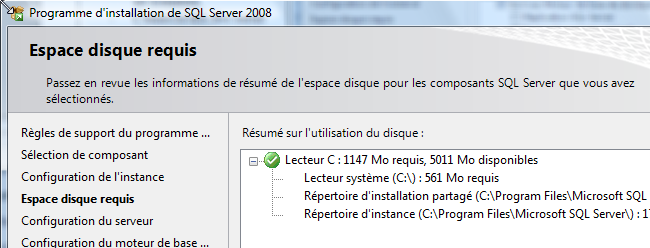 Programme d'installation de SQL Server 2008
Espace disque requis
Passez en revue les informations de résumé de l'espace disque pour les composants SQL Server que vous avez
sélectionnés.
Règles de support du programme ...
Sélection de composant
Configuration de l'instance
Espace disque requis
Configuration du serveur
Configuration du moteur de base ...
Résumé sur l'utilisation du disque :
Lecteur C : 1147 Mo requis, 5011 Mo disponibles
Lecteur système (C:\) : 561 Mo requis
Répertoire d'installation partagé (C:\Program Files\Microsoft SQL
Répertoire d'instance (C:\Program Files\Microsoft SQL Server\) : 17